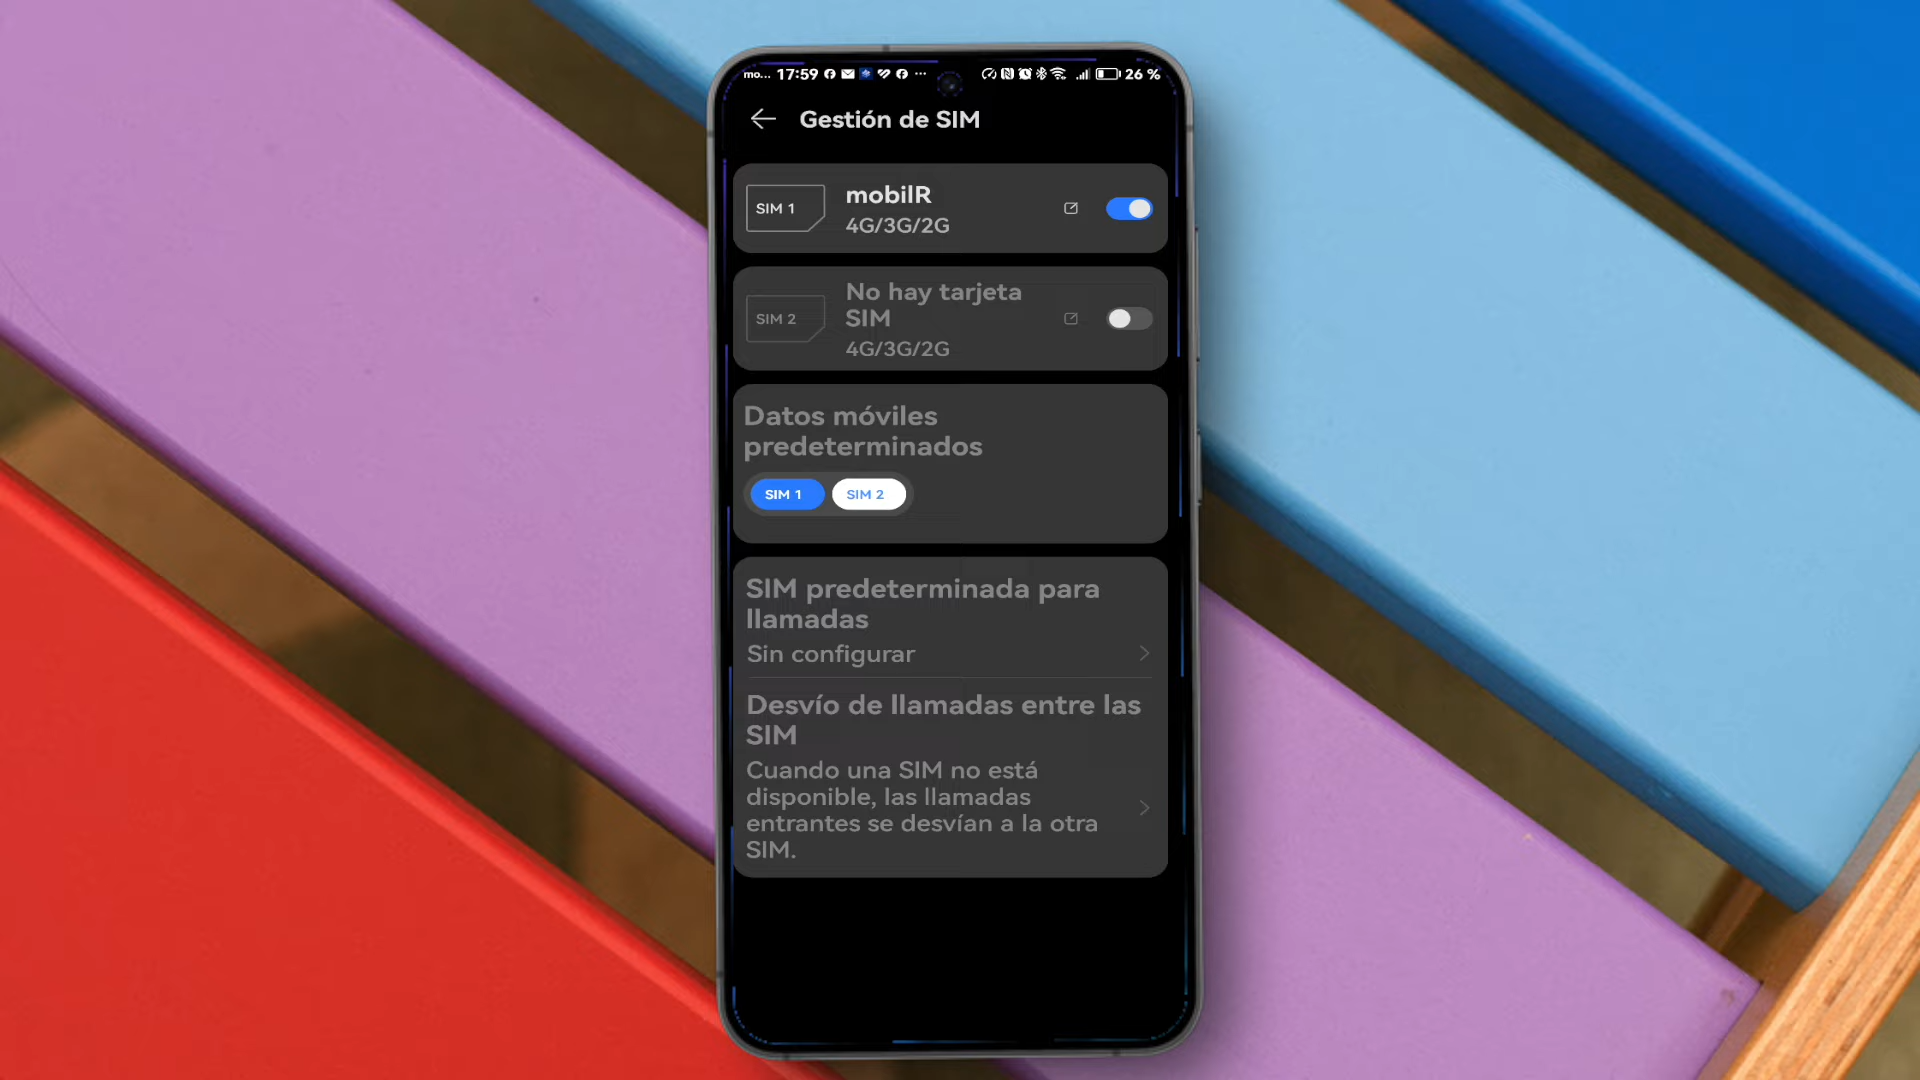 mo... 17:59 ... 26 %
Gestión de SIM
SIM 1
mobilR
4G/3G/2G
SIM 2
No hay tarjeta
SIM
4G/3G/2G
Datos móviles
predeterminados
SIM 1 SIM 2
SIM predeterminada para
llamadas
Sin configurar
Desvío de llamadas entre las
SIM
Cuando una SIM no está
disponible, las llamadas
entrantes se desvían a la otra
SIM.